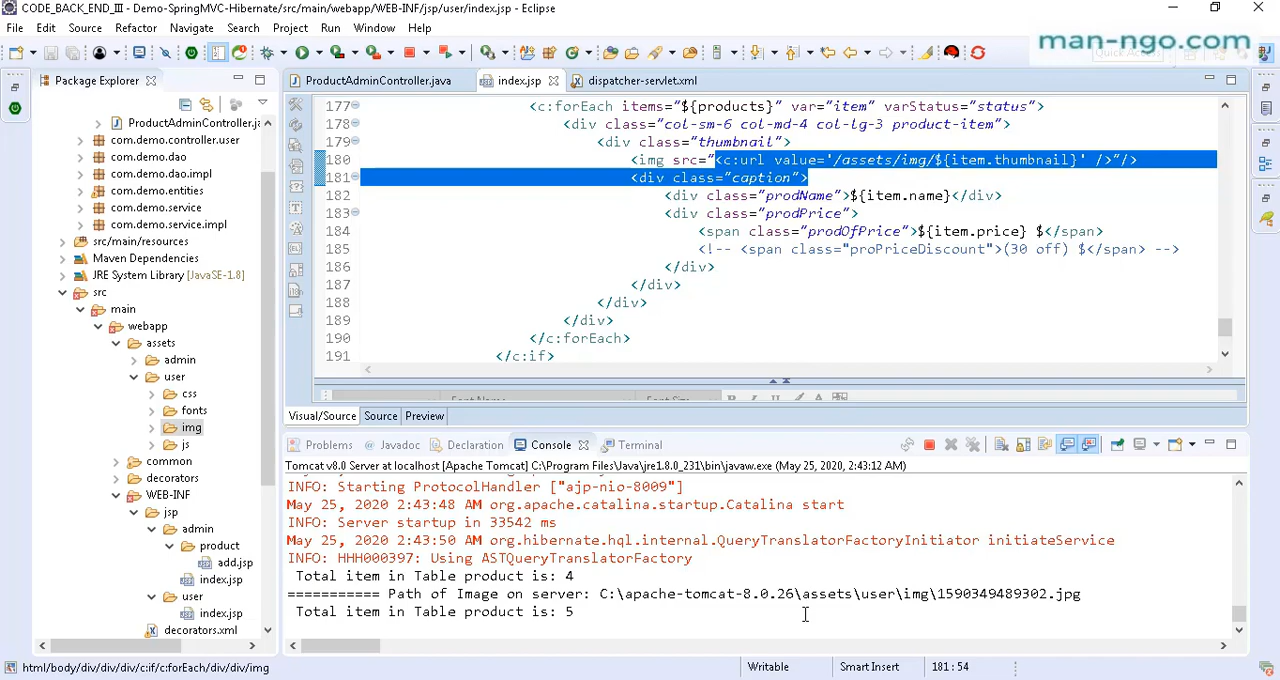 CODE_BACK_END_III - Demo-SpringMVC-Hibernate/src/main/webapp/WEB-INF/jsp/user/index.jsp - Eclipse
File Edit Source Refactor Navigate Search Project Run Window Help
man-ngo.com
Quick Access
Package Explorer
ProductAdminController.java index.jsp dispatcher-servlet.xml
ProductAdminController.ja
com.demo.controller.user
com.demo.dao
com.demo.dao.impl
com.demo.entities
com.demo.service
com.demo.service.impl
src/main/resources
Maven Dependencies
JRE System Library [JavaSE-1.8]
src
main
webapp
assets
admin
user
css
fonts
img
js
common
decorators
WEB-INF
jsp
admin
product
add.jsp
index.jsp
user
index.jsp
decorators.xml
177 <c:forEach items="${products}" var="item" varStatus="status">
178 <div class="col-sm-6 col-md-4 col-lg-3 product-item">
179 <div class="thumbnail">
180 <img src="<c:url value='/assets/img/${item.thumbnail}' />"/>
181 <div class="caption">
182 <div class="prodName">${item.name}</div>
183 <div class="prodPrice">
184 <span class="prodOfPrice">${item.price} $</span>
185 <!-- <span class="proPriceDiscount">(30 off) $</span> -->
186 </div>
187 </div>
188 </div>
189 </div>
190 </c:forEach>
191 </c:if>
Visual/Source Source Preview
Problems Javadoc Declaration Console Terminal
Tomcat v8.0 Server at localhost [Apache Tomcat] C:\Program Files\Java\jre1.8.0_231\bin\javaw.exe (May 25, 2020, 2:43:12 AM)
INFO: Starting ProtocolHandler ["ajp-nio-8009"]
May 25, 2020 2:43:48 AM org.apache.catalina.startup.Catalina start
INFO: Server startup in 33542 ms
May 25, 2020 2:43:50 AM org.hibernate.hql.internal.QueryTranslatorFactoryInitiator initiateService
INFO: HHH000397: Using ASTQueryTranslatorFactory
Total item in Table product is: 4
=========== Path of Image on server: C:\apache-tomcat-8.0.26\assets\user\img\1590349489302.jpg
Total item in Table product is: 5
html/body/div/div/div/c:if/c:forEach/div/div/img Writable Smart Insert 181 : 54